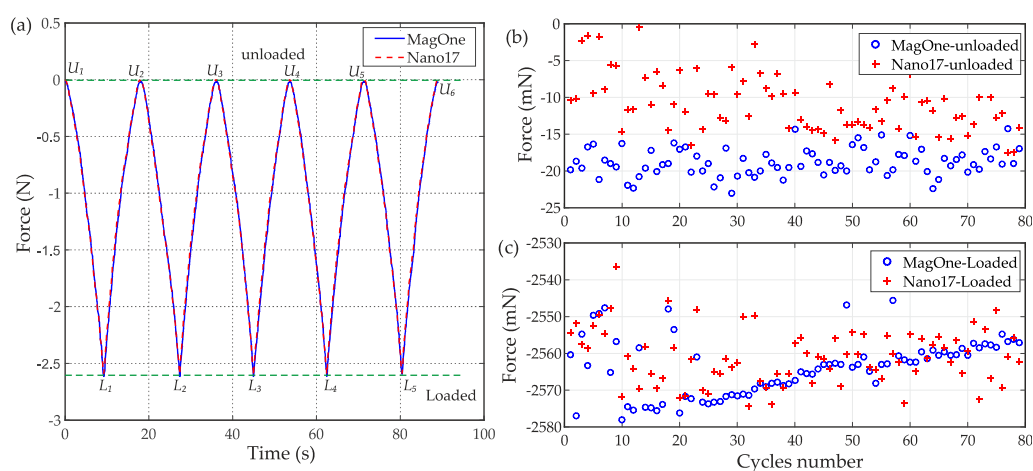 (a)
Force (N)
0.5
0
-0.5
-1
-1.5
-2
-2.5
-3
0 20 40 60 80 100
Time (s)
MagOne
Nano17
unloaded
U1 U2 U3 U4 U5 U6
L1 L2 L3 L4 L5
Loaded
(b)
Force (mN)
0
-5
-10
-15
-20
-25
0 10 20 30 40 50 60 70 80
MagOne-unloaded
Nano17-unloaded
(c)
Force (mN)
-2530
-2540
-2550
-2560
-2570
-2580
0 10 20 30 40 50 60 70 80
Cycles number
MagOne-Loaded
Nano17-Loaded